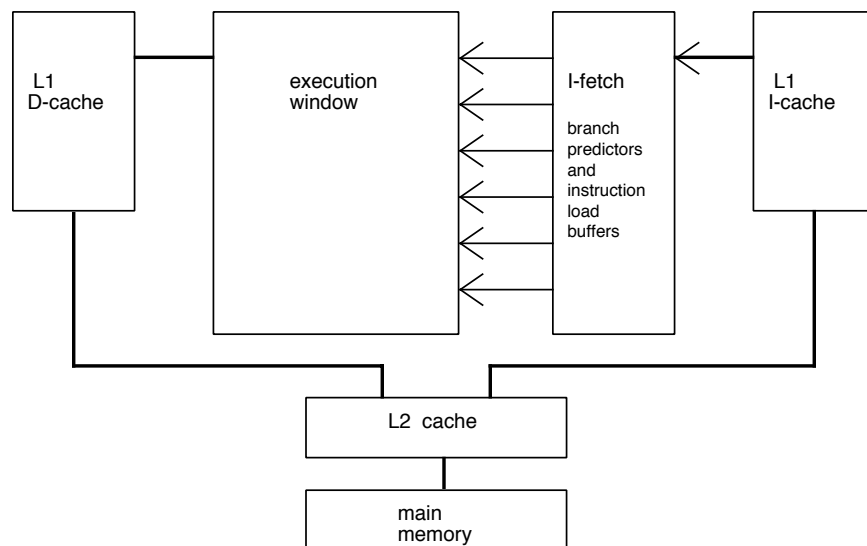 L1
D-cache
execution
window
I-fetch
branch
predictors
and
instruction
load
buffers
L1
I-cache
L2 cache
main
memory